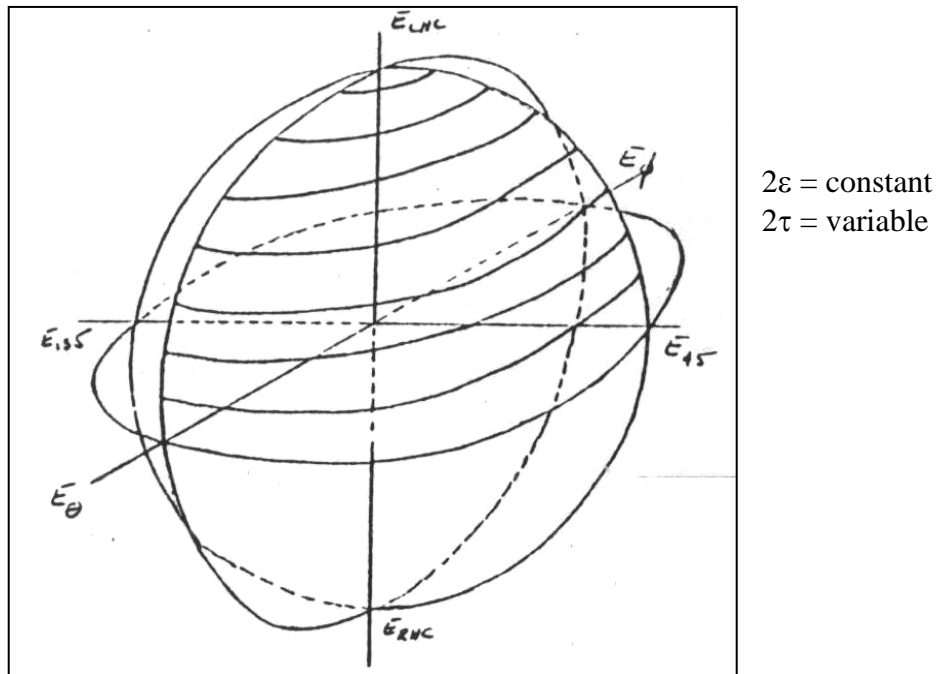 E_LHC
E_φ
2ε = constant
2τ = variable
E_135
E_45
E_θ
E_RHC